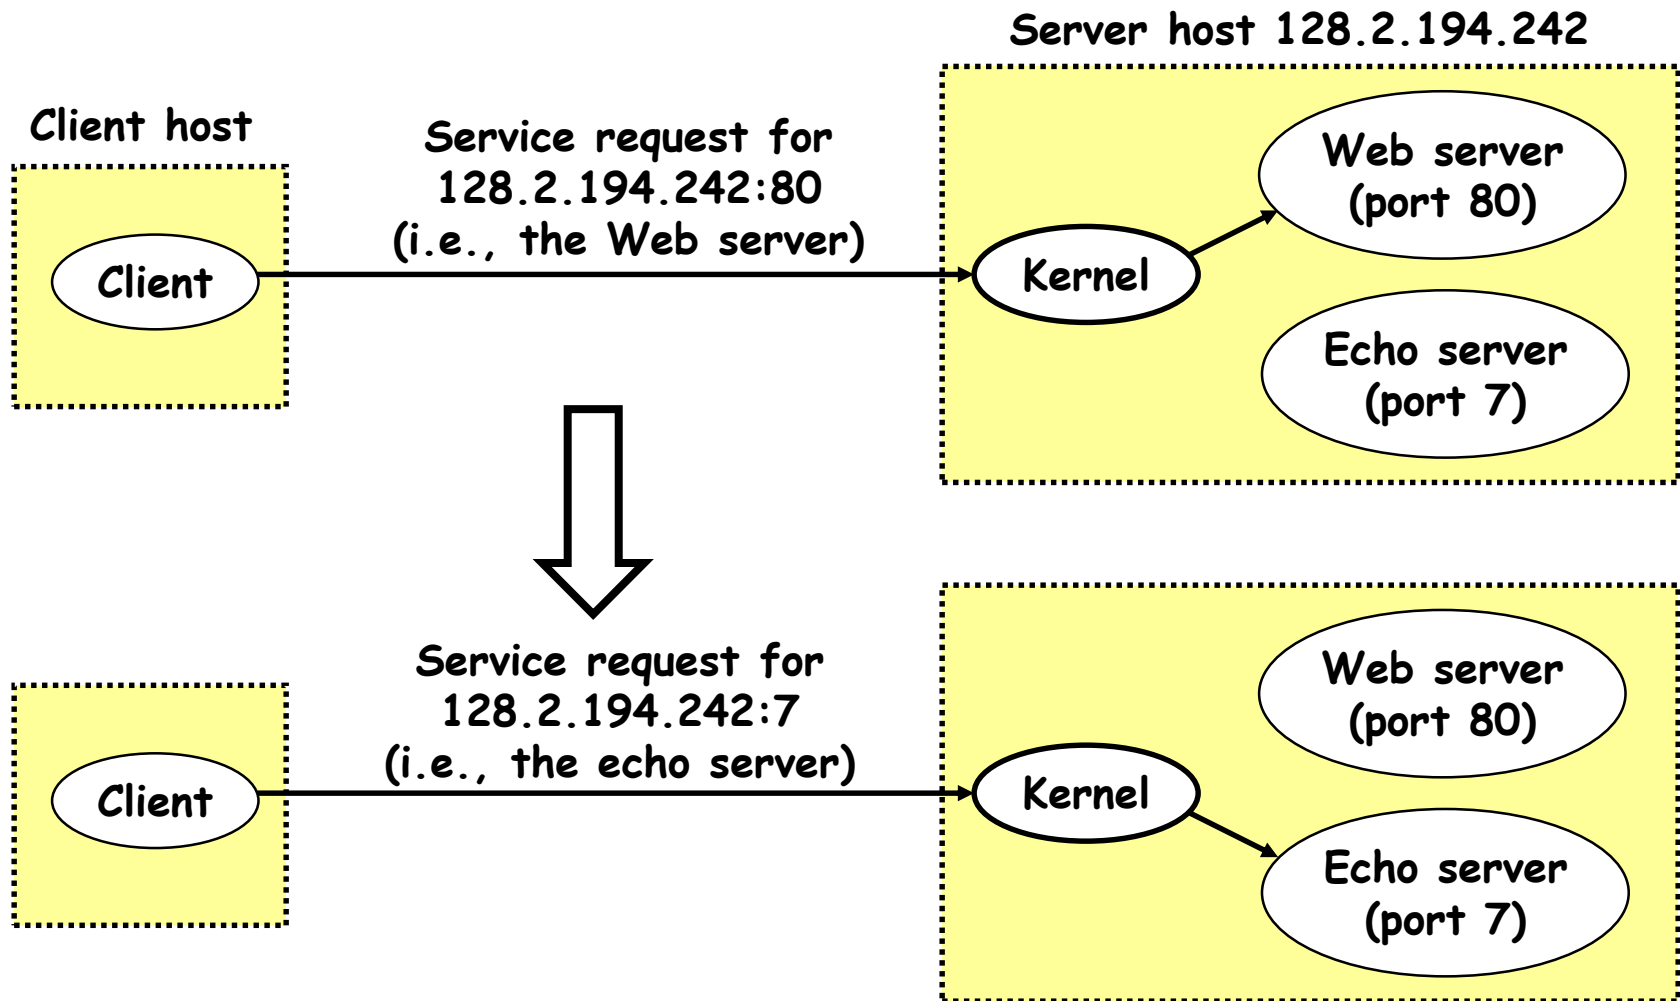 Server host 128.2.194.242
Client host
Service request for
128.2.194.242:80
(i.e., the Web server)
Client
Kernel
Web server
(port 80)
Echo server
(port 7)
Service request for
128.2.194.242:7
(i.e., the echo server)
Client
Kernel
Web server
(port 80)
Echo server
(port 7)